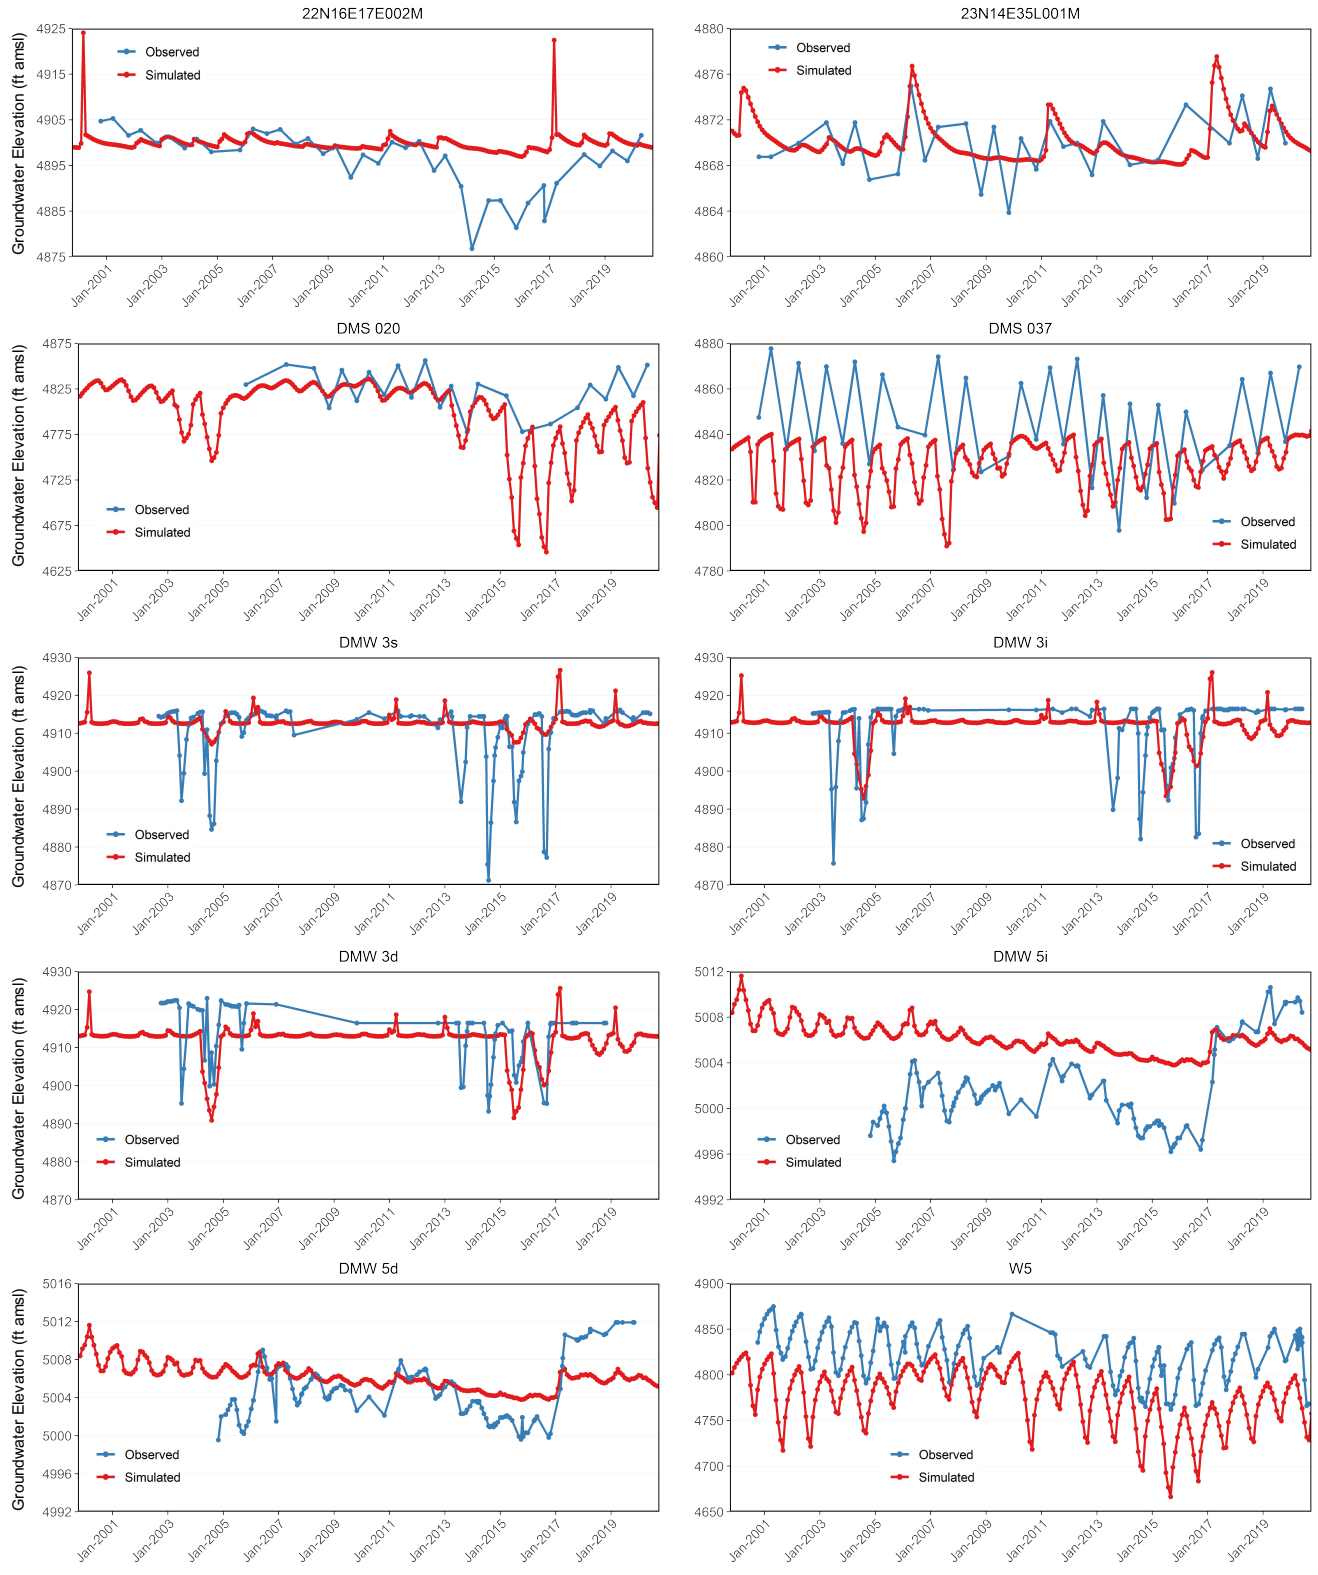 22N16E17E002M
Groundwater Elevation (ft amsl)
4925
4915
4905
4895
4885
4875
Observed
Simulated
Jan-2001
Jan-2003
Jan-2005
Jan-2007
Jan-2009
Jan-2011
Jan-2013
Jan-2015
Jan-2017
Jan-2019
23N14E35L001M
4880
4876
4872
4868
4864
4860
Observed
Simulated
Jan-2001
Jan-2003
Jan-2005
Jan-2007
Jan-2009
Jan-2011
Jan-2013
Jan-2015
Jan-2017
Jan-2019
DMS 020
Groundwater Elevation (ft amsl)
4875
4825
4775
4725
4675
4625
Observed
Simulated
Jan-2001
Jan-2003
Jan-2005
Jan-2007
Jan-2009
Jan-2011
Jan-2013
Jan-2015
Jan-2017
Jan-2019
DMS 037
4880
4860
4840
4820
4800
4780
Observed
Simulated
Jan-2001
Jan-2003
Jan-2005
Jan-2007
Jan-2009
Jan-2011
Jan-2013
Jan-2015
Jan-2017
Jan-2019
DMW 3s
Groundwater Elevation (ft amsl)
4930
4920
4910
4900
4890
4880
4870
Observed
Simulated
Jan-2001
Jan-2003
Jan-2005
Jan-2007
Jan-2009
Jan-2011
Jan-2013
Jan-2015
Jan-2017
Jan-2019
DMW 3i
4930
4920
4910
4900
4890
4880
4870
Observed
Simulated
Jan-2001
Jan-2003
Jan-2005
Jan-2007
Jan-2009
Jan-2011
Jan-2013
Jan-2015
Jan-2017
Jan-2019
DMW 3d
Groundwater Elevation (ft amsl)
4930
4920
4910
4900
4890
4880
4870
Observed
Simulated
Jan-2001
Jan-2003
Jan-2005
Jan-2007
Jan-2009
Jan-2011
Jan-2013
Jan-2015
Jan-2017
Jan-2019
DMW 5i
5012
5008
5004
5000
4996
4992
Observed
Simulated
Jan-2001
Jan-2003
Jan-2005
Jan-2007
Jan-2009
Jan-2011
Jan-2013
Jan-2015
Jan-2017
Jan-2019
DMW 5d
Groundwater Elevation (ft amsl)
5016
5012
5008
5004
5000
4996
4992
Observed
Simulated
Jan-2001
Jan-2003
Jan-2005
Jan-2007
Jan-2009
Jan-2011
Jan-2013
Jan-2015
Jan-2017
Jan-2019
W5
4900
4850
4800
4750
4700
4650
Observed
Simulated
Jan-2001
Jan-2003
Jan-2005
Jan-2007
Jan-2009
Jan-2011
Jan-2013
Jan-2015
Jan-2017
Jan-2019